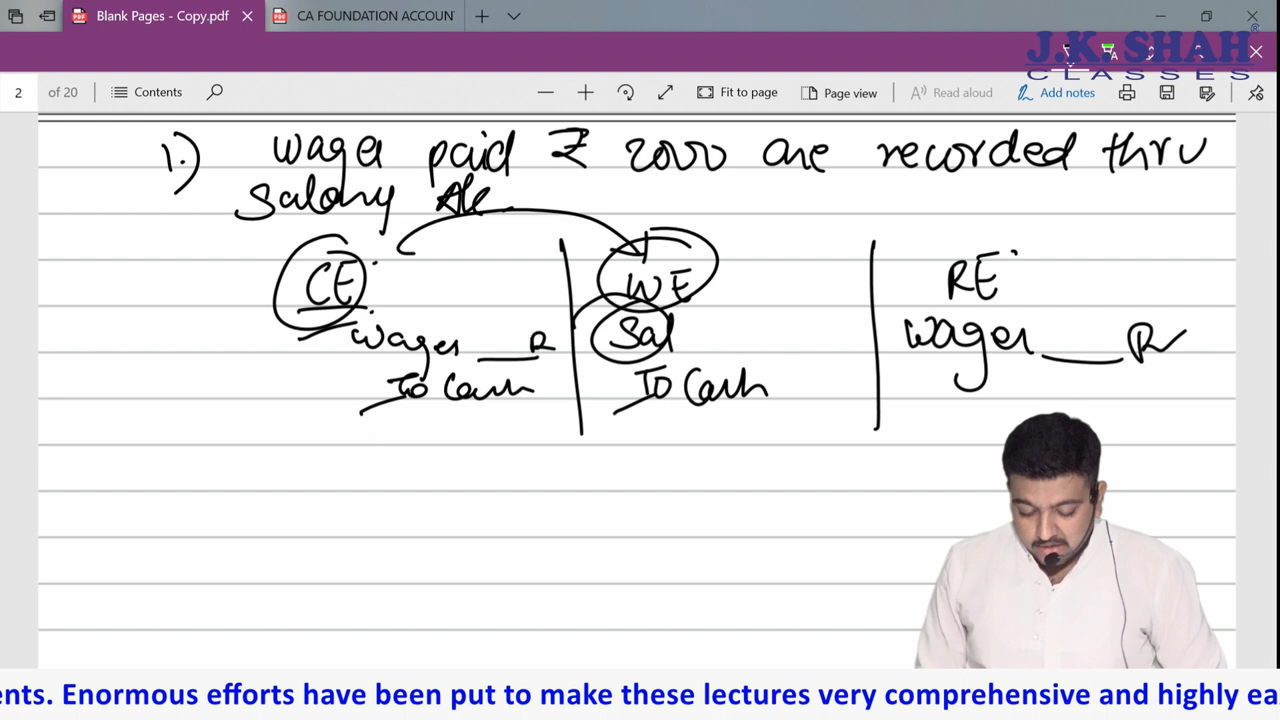 Blank Pages - Copy.pdf
CA FOUNDATION ACCOUN
J.K. SHAH®
CLASSES
2 of 20 Contents Fit to page Page view Read aloud Add notes
1.) wages paid ₹ 2000 are recorded thru
salary A/c
CE WE RE
wages ___ R Sal wages ___ R
To Cash To Cash
ents. Enormous efforts have been put to make these lectures very comprehensive and highly ea